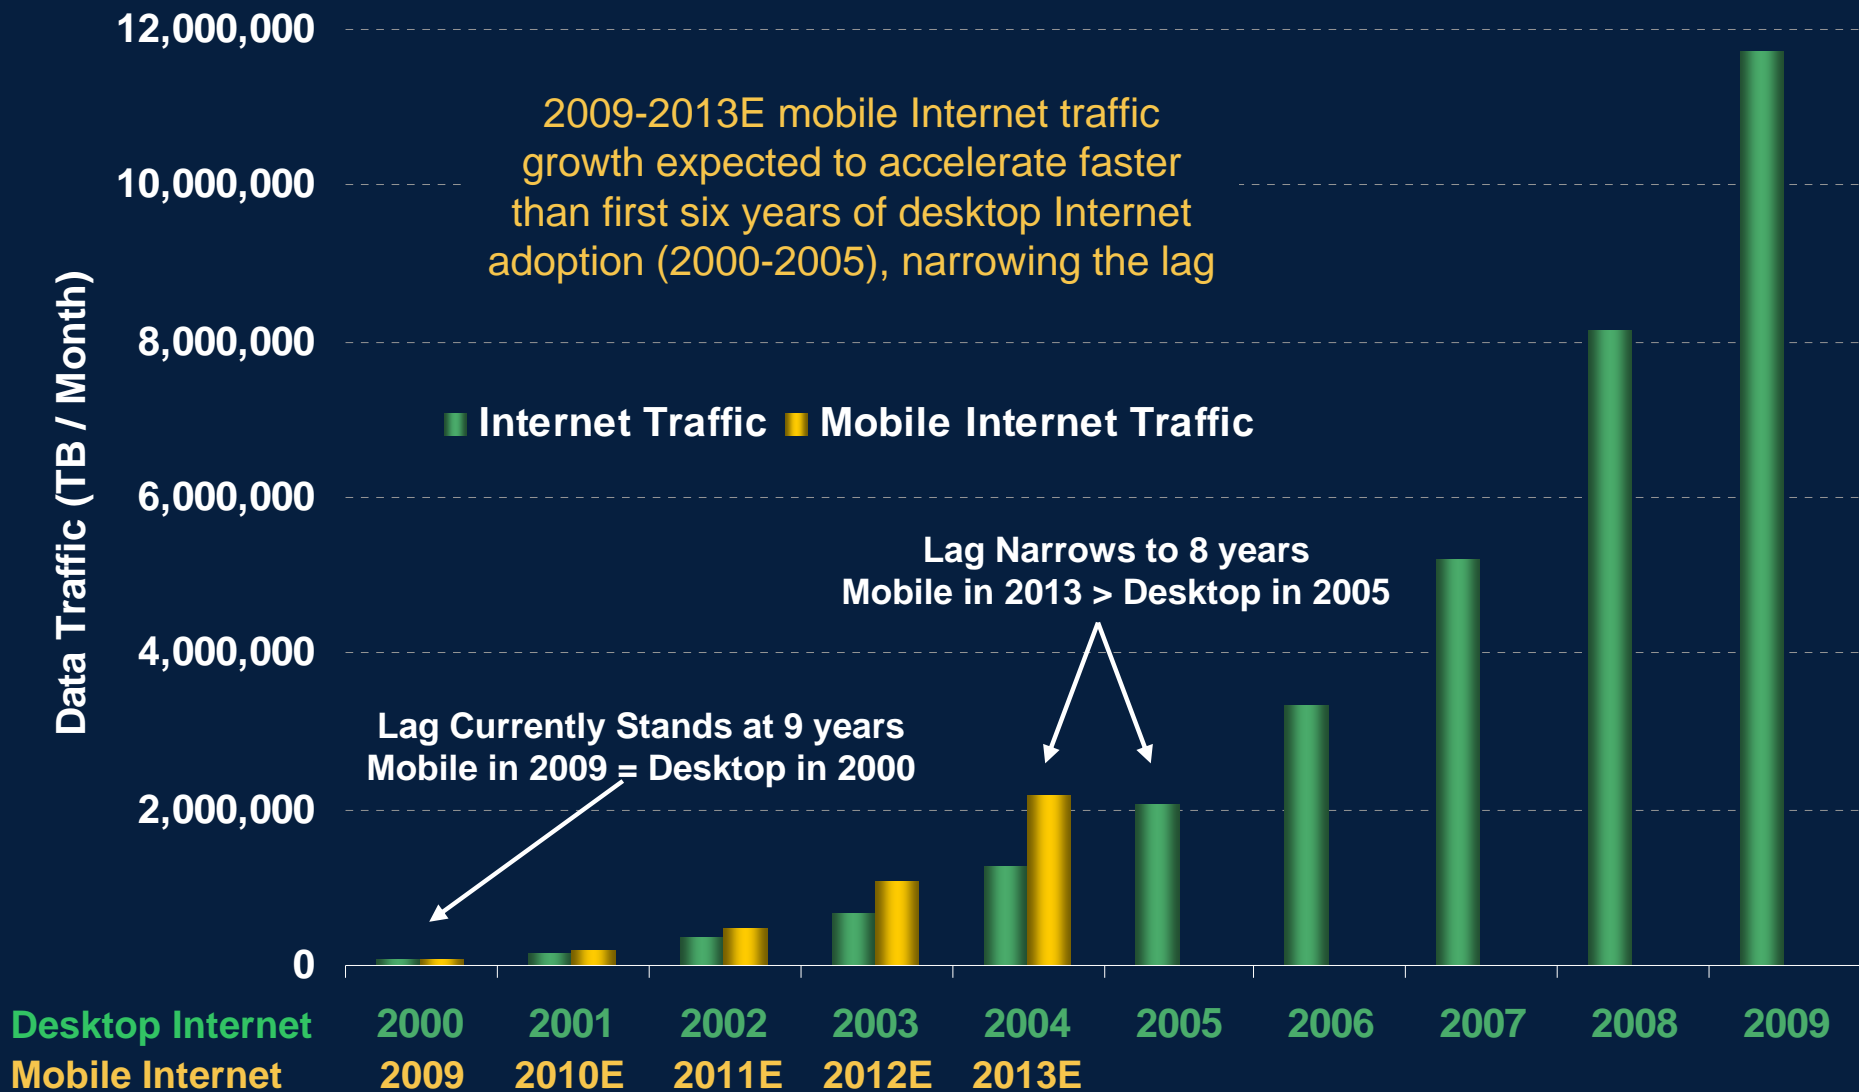 12,000,000
10,000,000
8,000,000
6,000,000
4,000,000
2,000,000
0
Data Traffic (TB / Month)
2009-2013E mobile Internet traffic
growth expected to accelerate faster
than first six years of desktop Internet
adoption (2000-2005), narrowing the lag
Internet Traffic Mobile Internet Traffic
Lag Narrows to 8 years
Mobile in 2013 > Desktop in 2005
Lag Currently Stands at 9 years
Mobile in 2009 = Desktop in 2000
Desktop Internet 2000 2001 2002 2003 2004 2005 2006 2007 2008 2009
Mobile Internet 2009 2010E 2011E 2012E 2013E